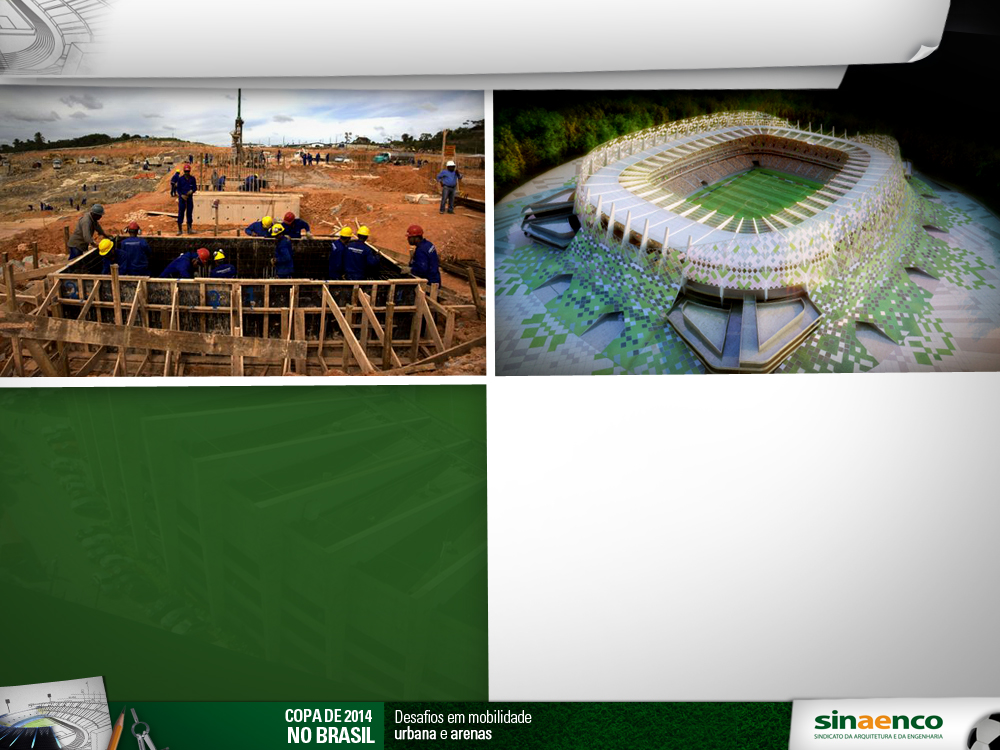 COPA DE 2014
NO BRASIL
Desafios em mobilidade
urbana e arenas
sinaenco
SINDICATO DA ARQUITETURA E DA ENGENHARIA